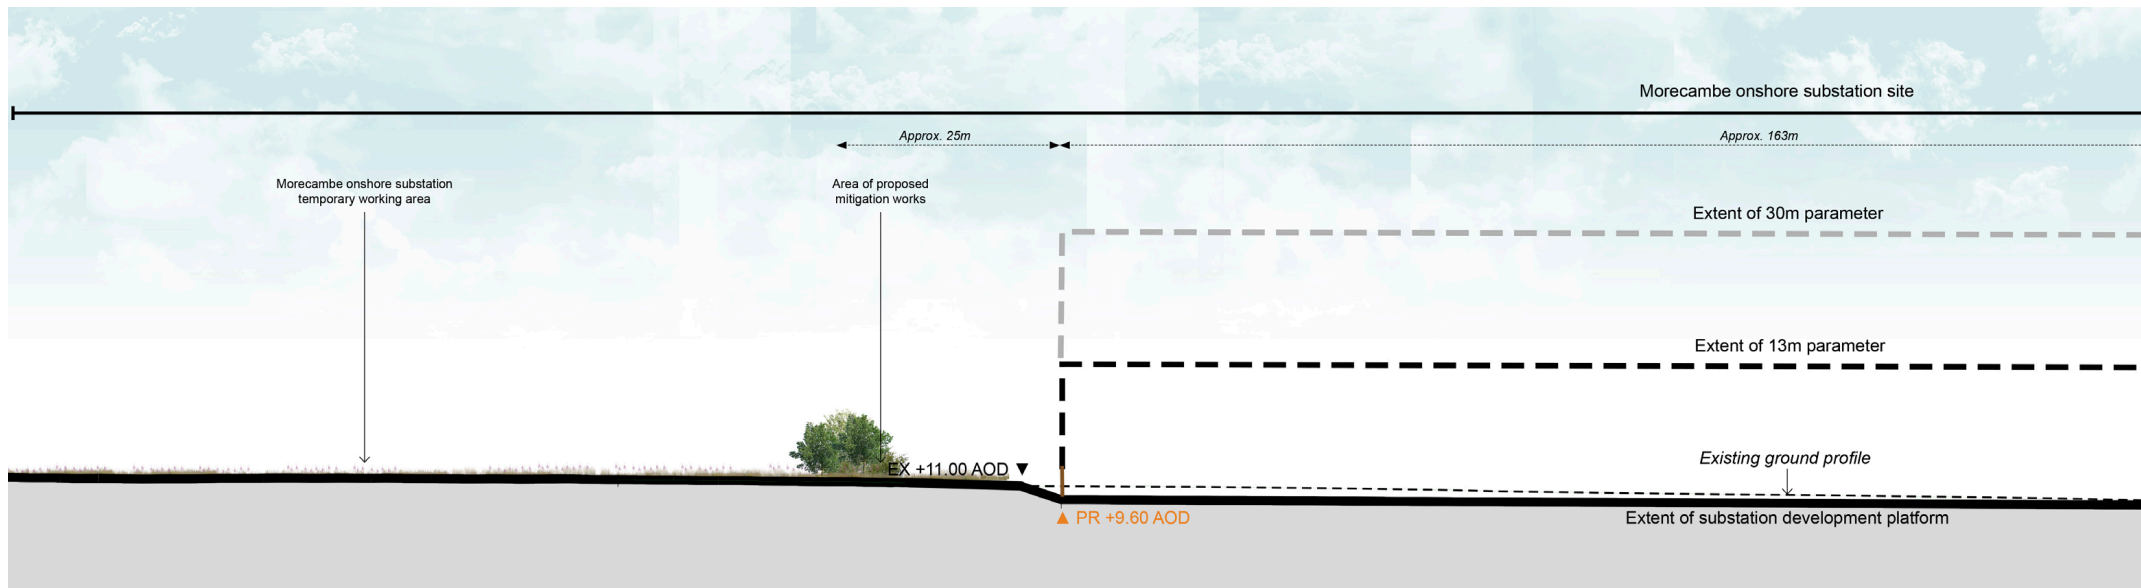 Morecambe onshore substation site
Approx. 25m
Approx. 163m
Morecambe onshore substation
temporary working area
Area of proposed
mitigation works
Extent of 30m parameter
Extent of 13m parameter
EX +11.00 AOD
Existing ground profile
PR +9.60 AOD
Extent of substation development platform